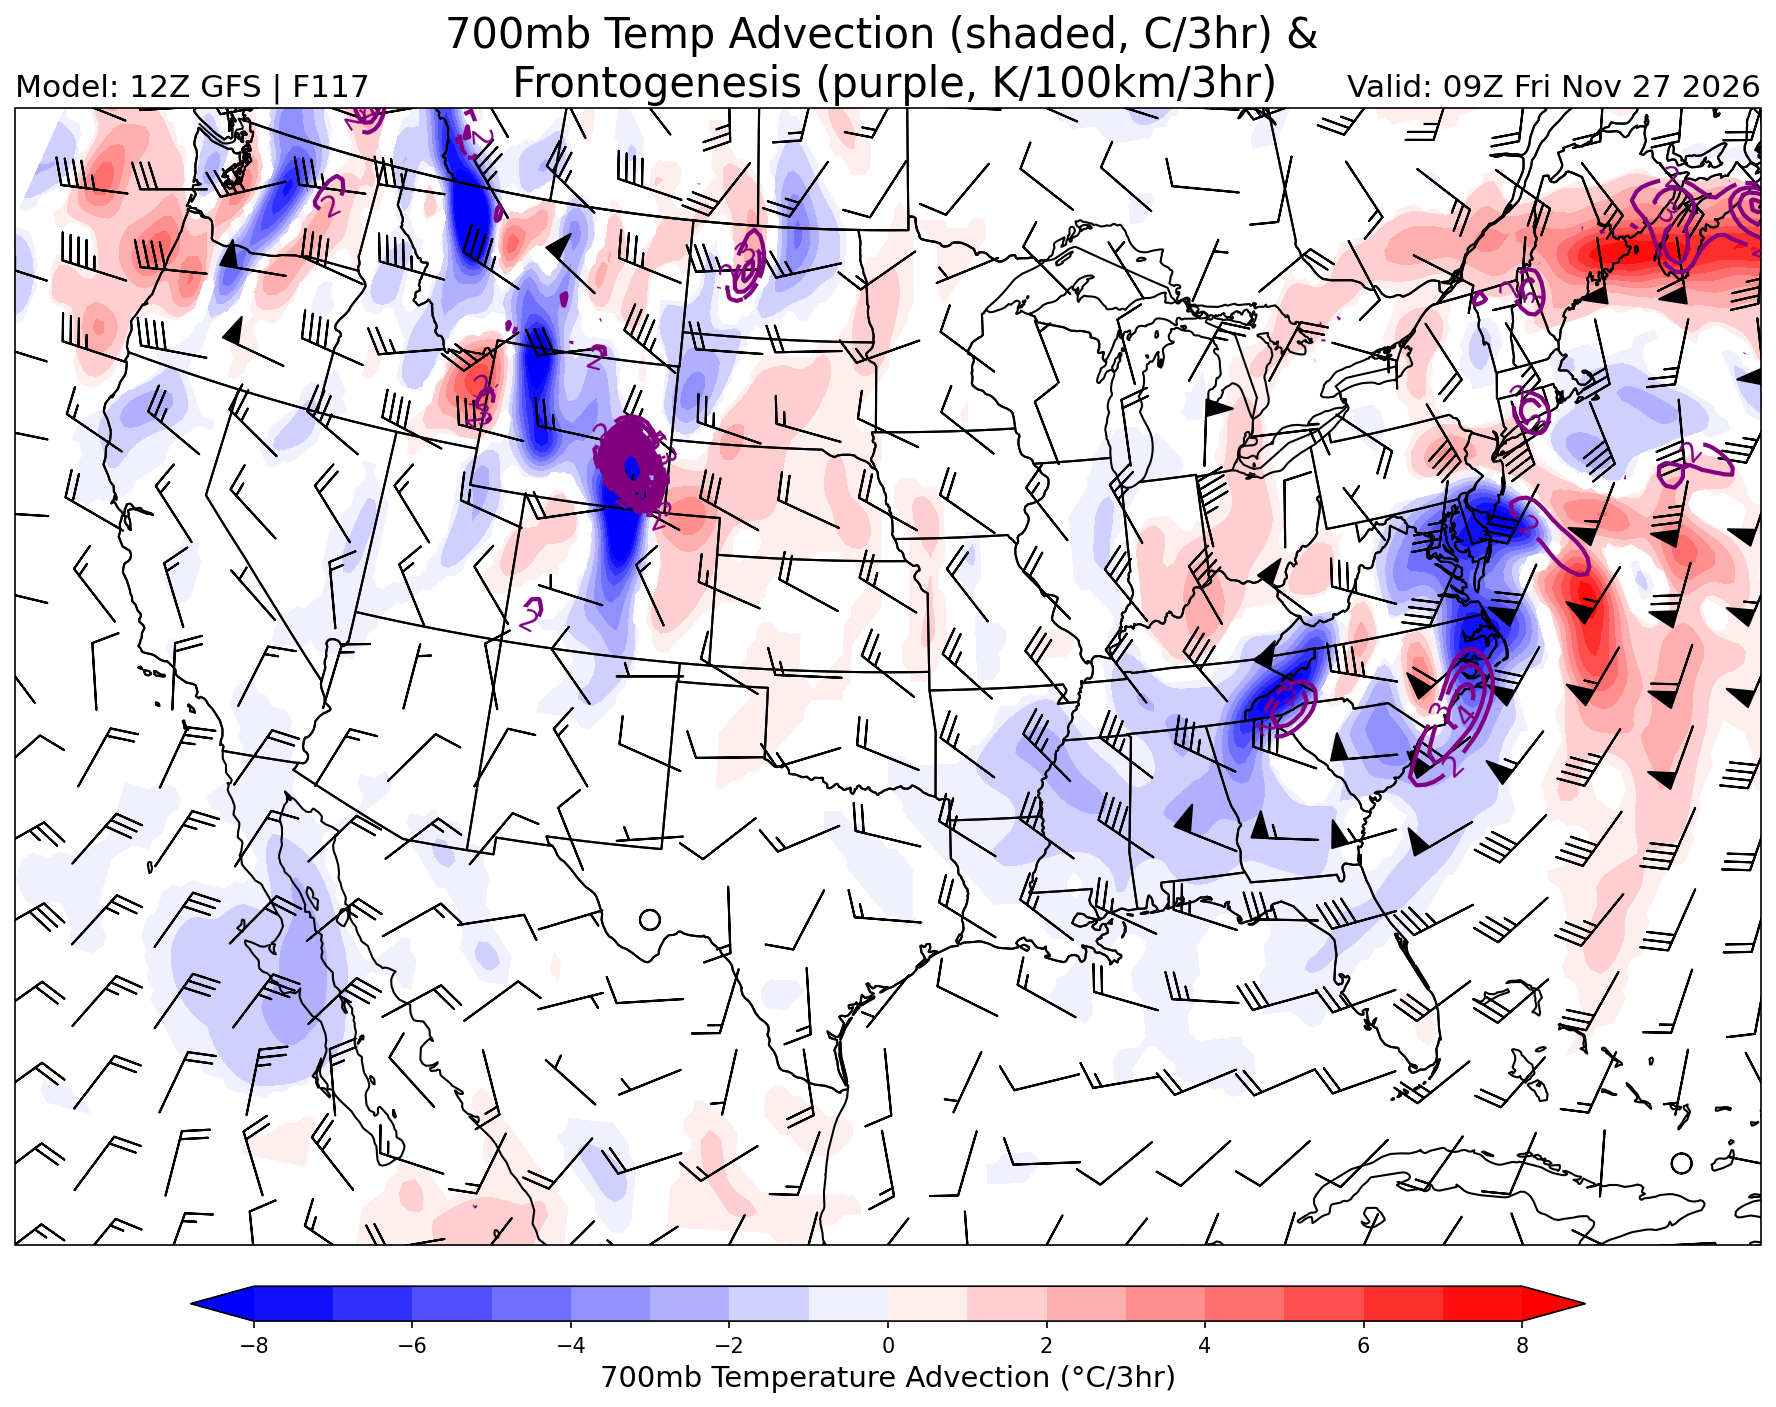 700mb Temp Advection (shaded, C/3hr) &
Frontogenesis (purple, K/100km/3hr)
Model: 12Z GFS | F117
Valid: 09Z Fri Nov 27 2026
−8
−6
−4
−2
0
2
4
6
8
700mb Temperature Advection (°C/3hr)